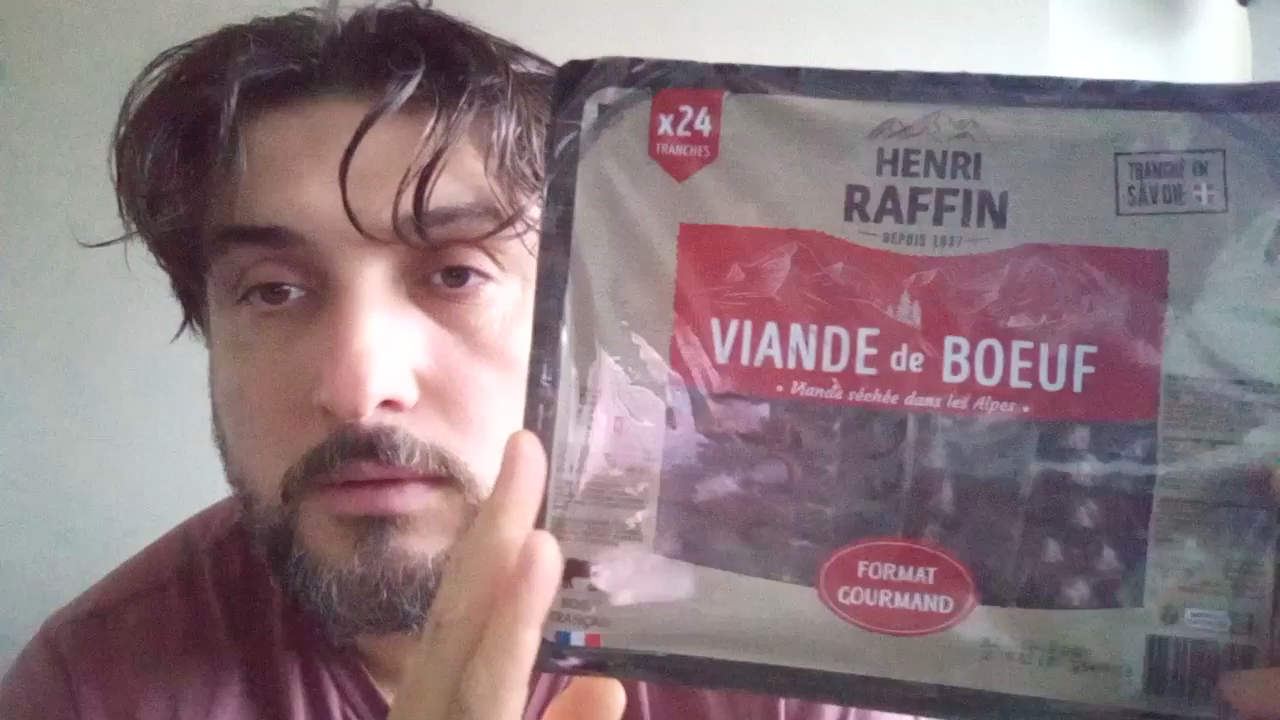 x24
TRANCHES
HENRI
RAFFIN
DEPUIS 1937
TRANCHÉ EN
SAVOIE
VIANDE de BOEUF
• Viande séchée dans les Alpes •
FORMAT
GOURMAND
FRANÇAIS